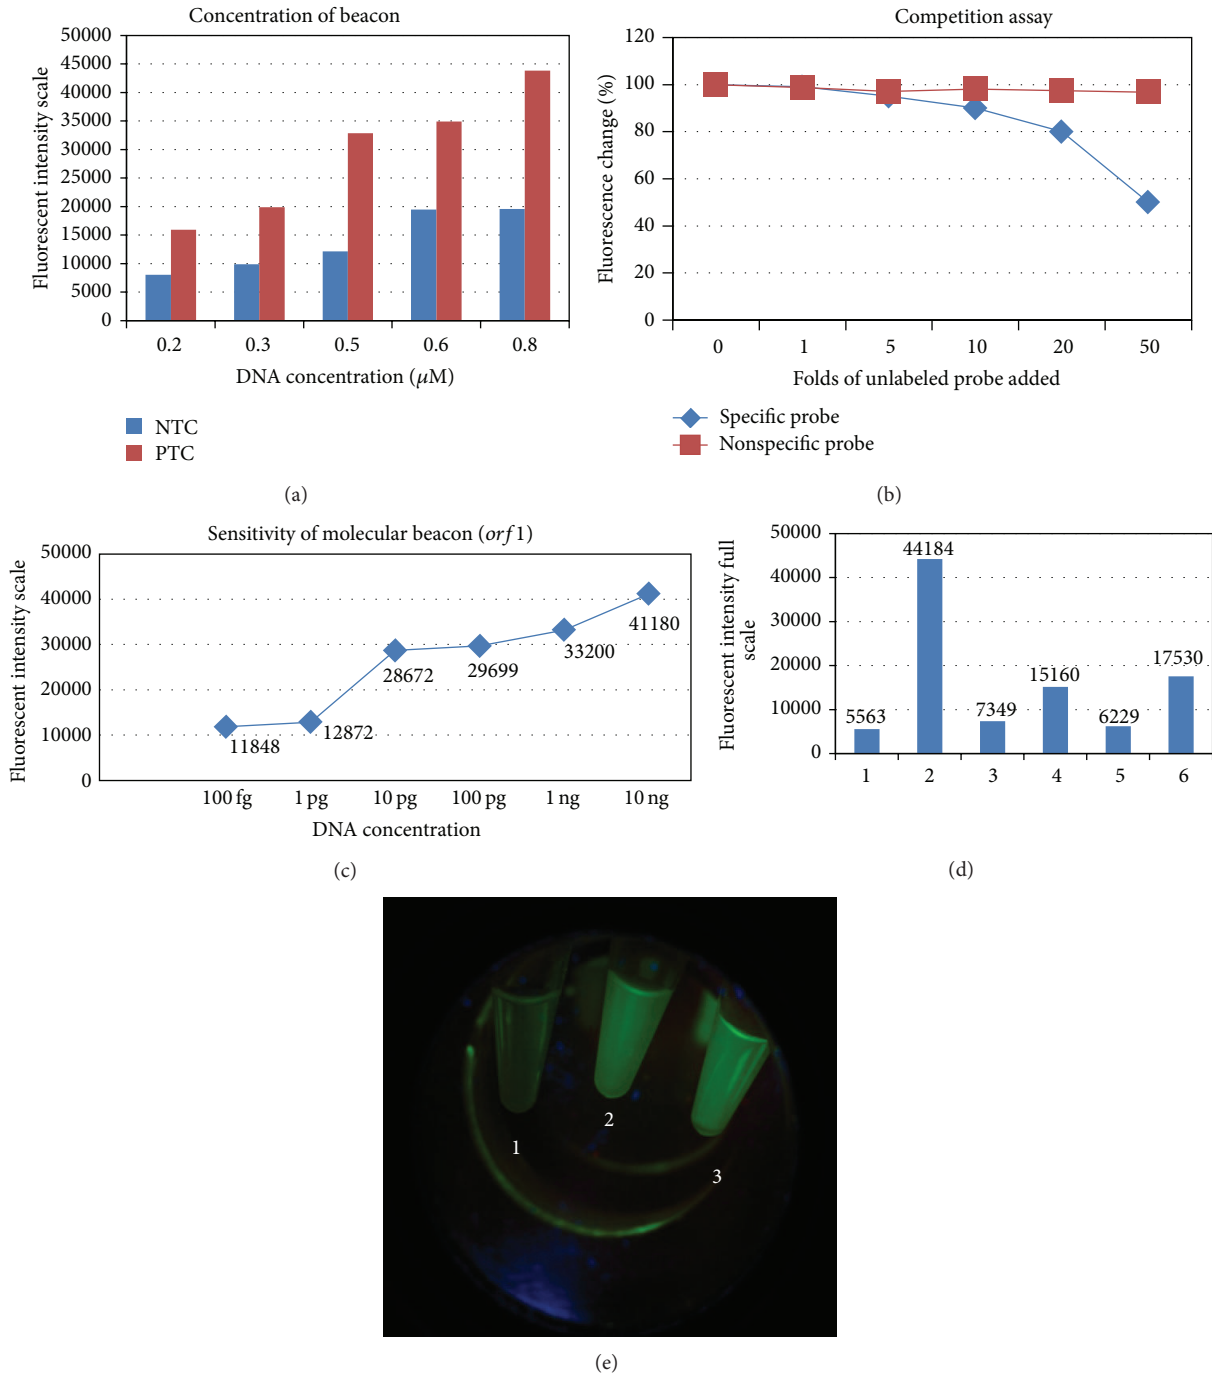 Concentration of beacon
Fluorescent intensity scale
50000
45000
40000
35000
30000
25000
20000
15000
10000
5000
0
0.2 0.3 0.5 0.6 0.8
DNA concentration (μM)
NTC
PTC
(a)
Competition assay
Fluorescence change (%)
120
100
80
60
40
20
0
0 1 5 10 20 50
Folds of unlabeled probe added
Specific probe
Nonspecific probe
(b)
Sensitivity of molecular beacon (orf 1)
Fluorescent intensity scale
50000
40000
30000
20000
10000
0
11848
12872
28672
29699
33200
41180
100 fg 1 pg 10 pg 100 pg 1 ng 10 ng
DNA concentration
(c)
Fluorescent intensity full
scale
50000
40000
30000
20000
10000
0
5563
44184
7349
15160
6229
17530
1 2 3 4 5 6
(d)
1
2
3
(e)